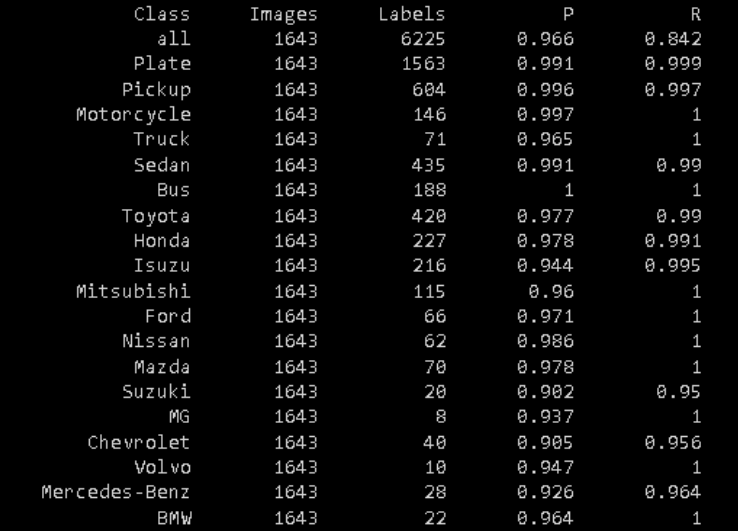 Class Images Labels P R
all 1643 6225 0.966 0.842
Plate 1643 1563 0.991 0.999
Pickup 1643 604 0.996 0.997
Motorcycle 1643 146 0.997 1
Truck 1643 71 0.965 1
Sedan 1643 435 0.991 0.99
Bus 1643 188 1 1
Toyota 1643 420 0.977 0.99
Honda 1643 227 0.978 0.991
Isuzu 1643 216 0.944 0.995
Mitsubishi 1643 115 0.96 1
Ford 1643 66 0.971 1
Nissan 1643 62 0.986 1
Mazda 1643 70 0.978 1
Suzuki 1643 20 0.902 0.95
MG 1643 8 0.937 1
Chevrolet 1643 40 0.905 0.956
Volvo 1643 10 0.947 1
Mercedes-Benz 1643 28 0.926 0.964
BMW 1643 22 0.964 1